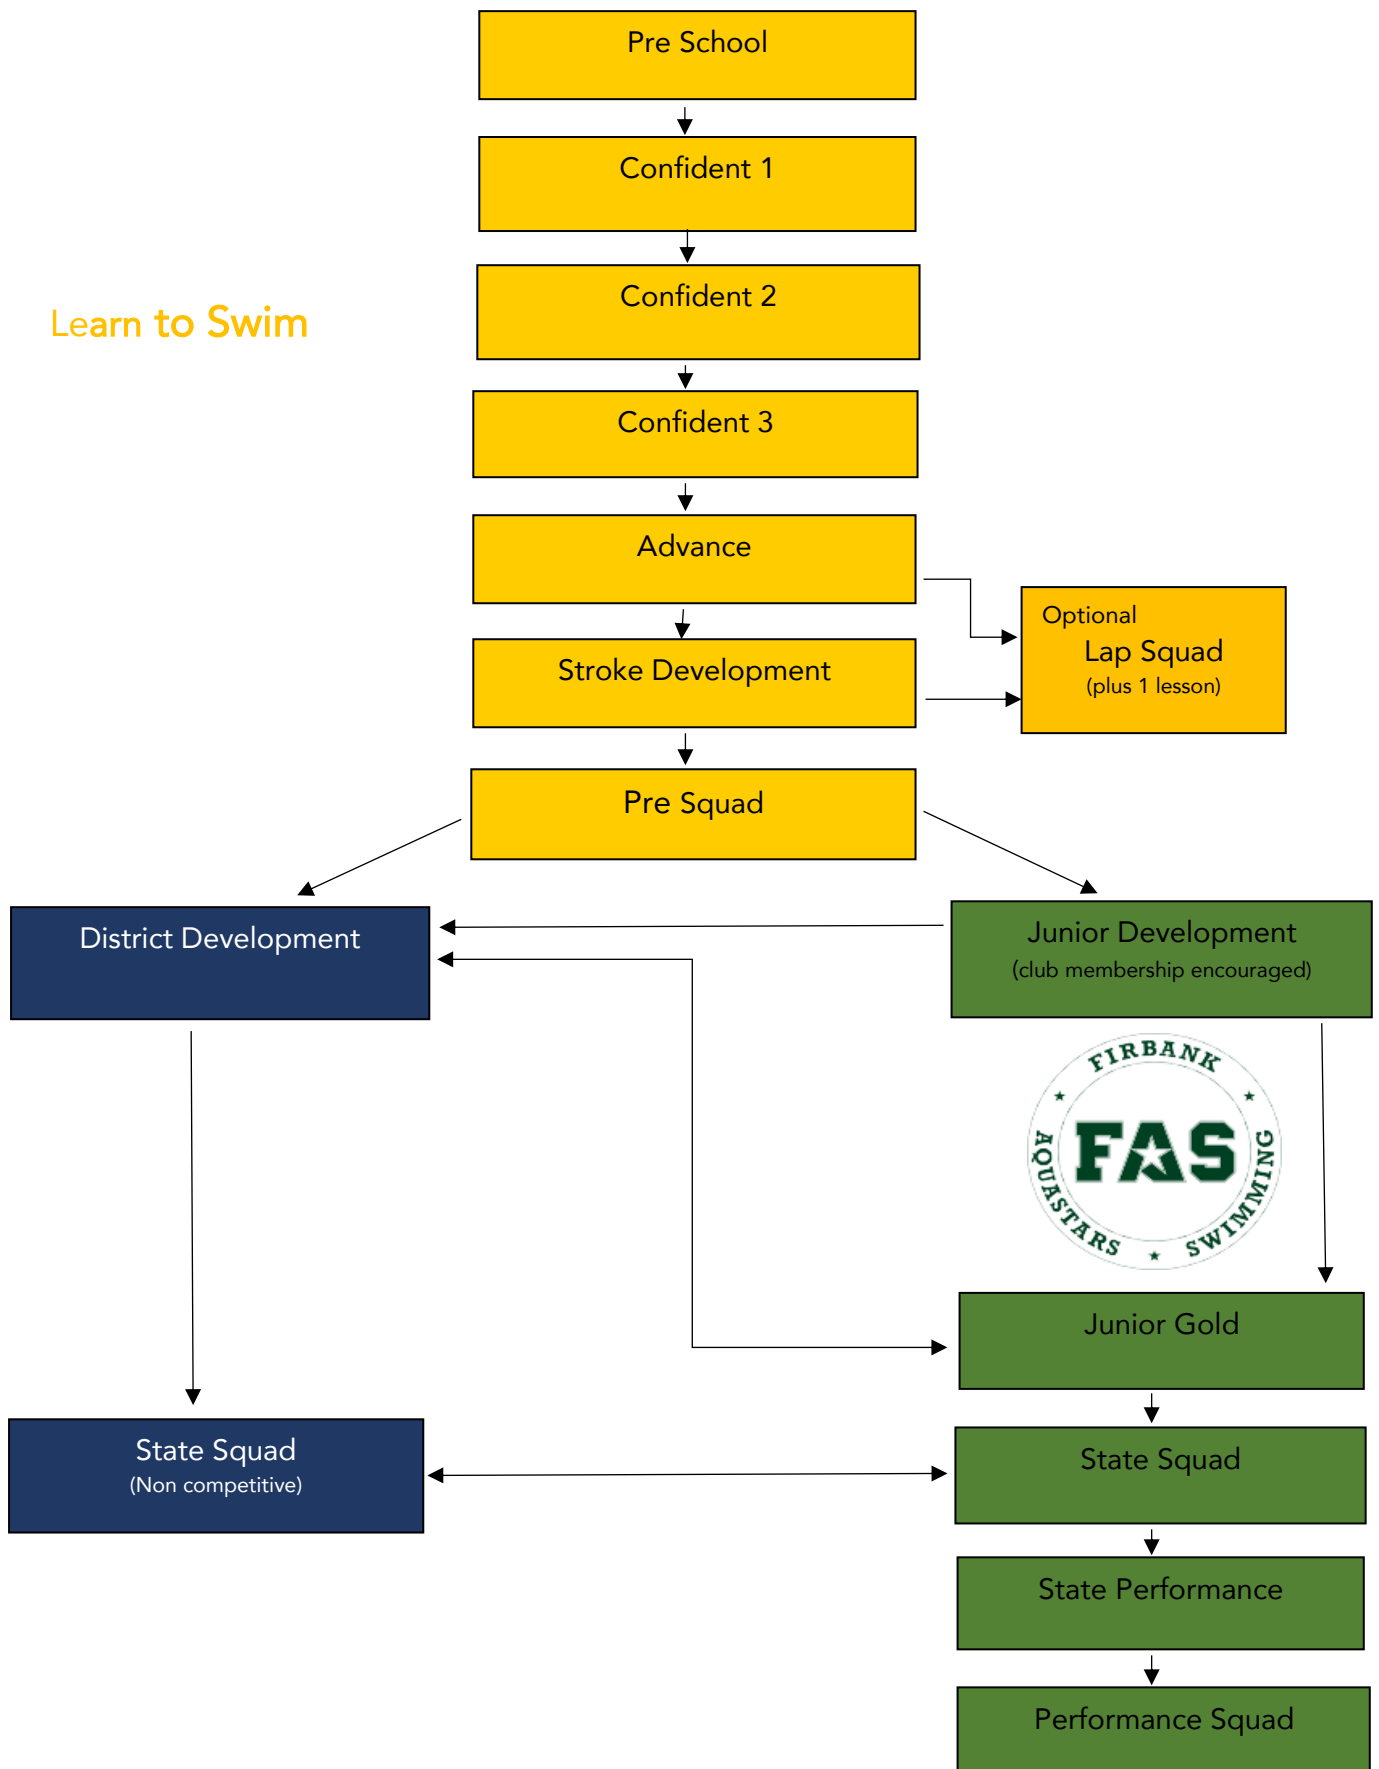 Pre School
Confident 1
Confident 2
Learn to Swim
Confident 3
Advance
Optional
Lap Squad
(plus 1 lesson)
Stroke Development
Pre Squad
District Development
Junior Development
(club membership encouraged)
FIRBANK
FAS
AQUASTARS
SWIMMING
Junior Gold
State Squad
(Non competitive)
State Squad
State Performance
Performance Squad